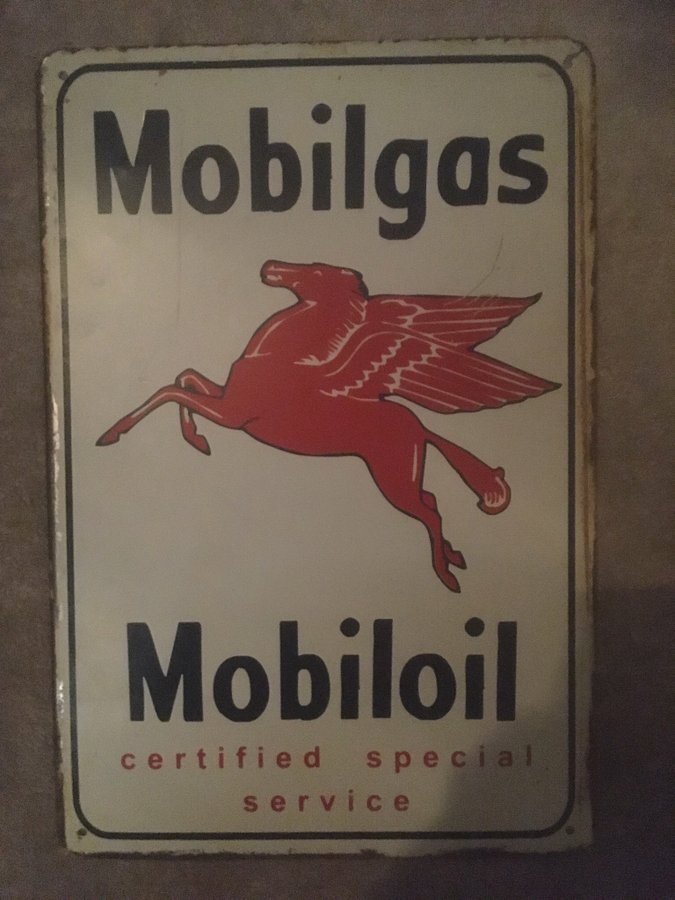 Mobilgas
Mobiloil
certified special
service